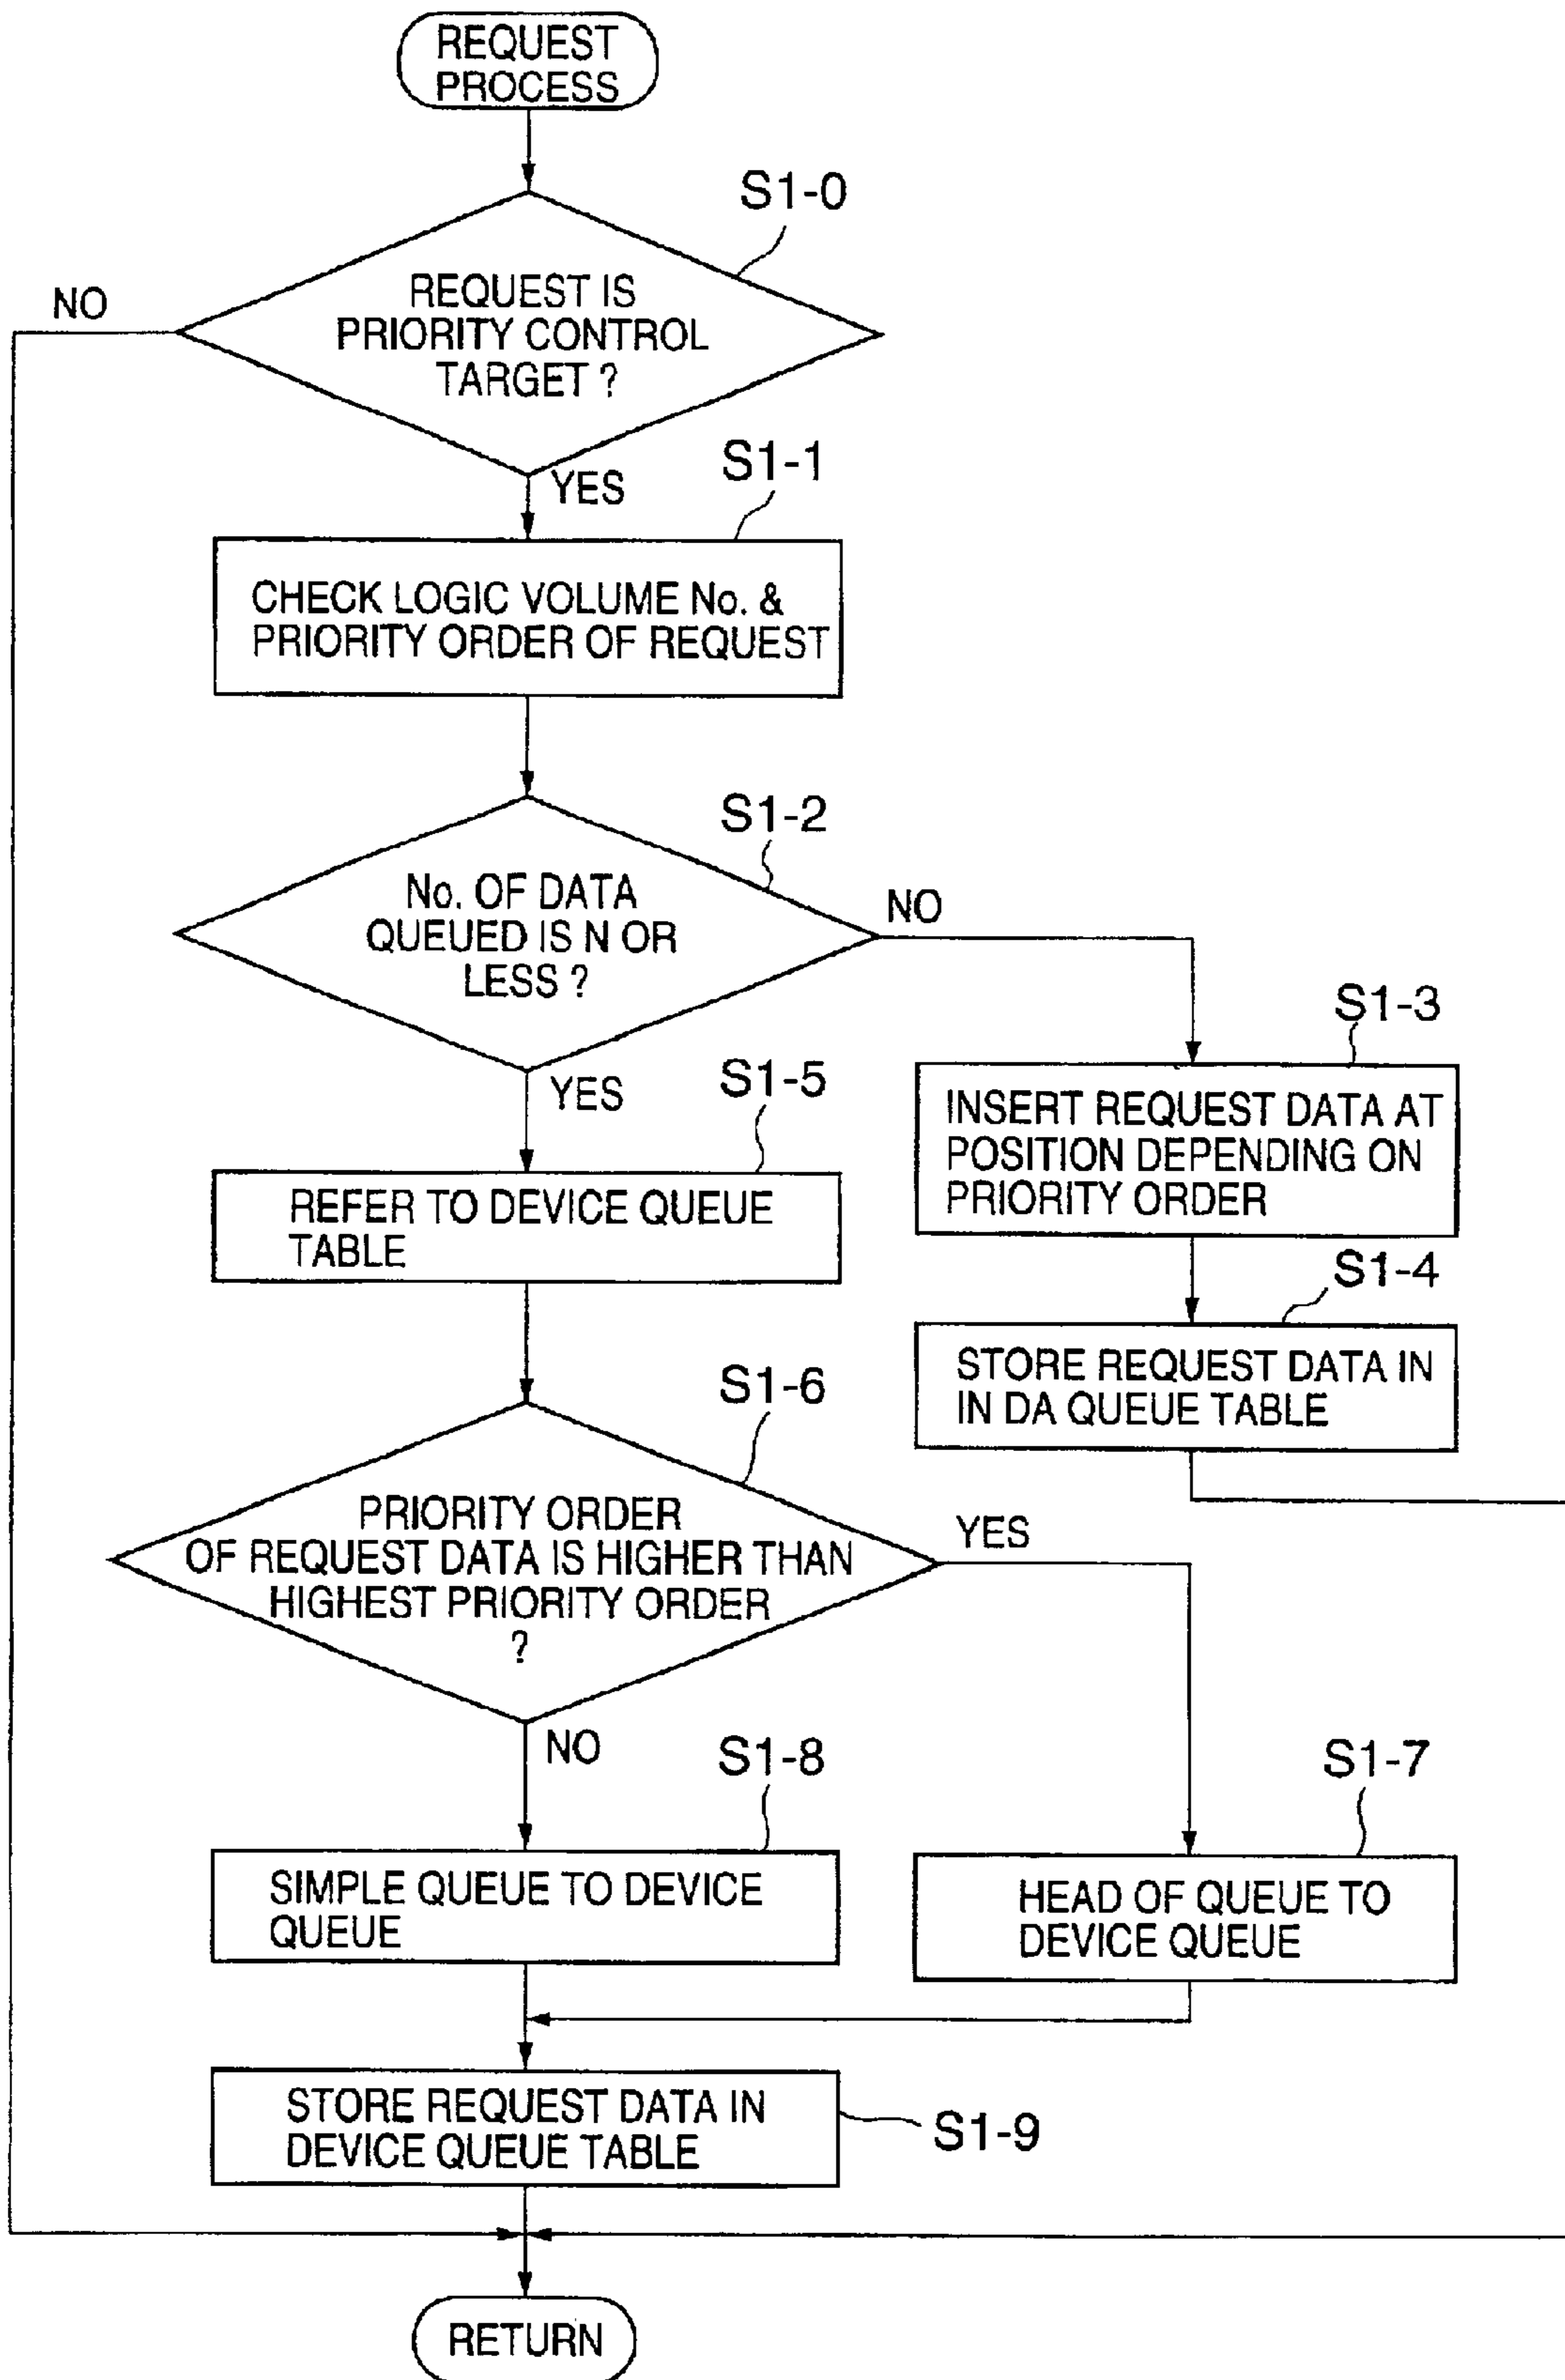 REQUEST
PROCESS
S1-0
NO
REQUEST IS
PRIORITY CONTROL
TARGET ?
YES
S1-1
CHECK LOGIC VOLUME No. &
PRIORITY ORDER OF REQUEST
S1-2
No. OF DATA
QUEUED IS N OR
LESS ?
NO
YES
S1-3
INSERT REQUEST DATA AT
POSITION DEPENDING ON
PRIORITY ORDER
S1-4
STORE REQUEST DATA IN
IN DA QUEUE TABLE
S1-5
REFER TO DEVICE QUEUE
TABLE
S1-6
PRIORITY ORDER
OF REQUEST DATA IS HIGHER THAN
HIGHEST PRIORITY ORDER
?
YES
NO
S1-7
HEAD OF QUEUE TO
DEVICE QUEUE
S1-8
SIMPLE QUEUE TO DEVICE
QUEUE
STORE REQUEST DATA IN
DEVICE QUEUE TABLE
S1-9
RETURN